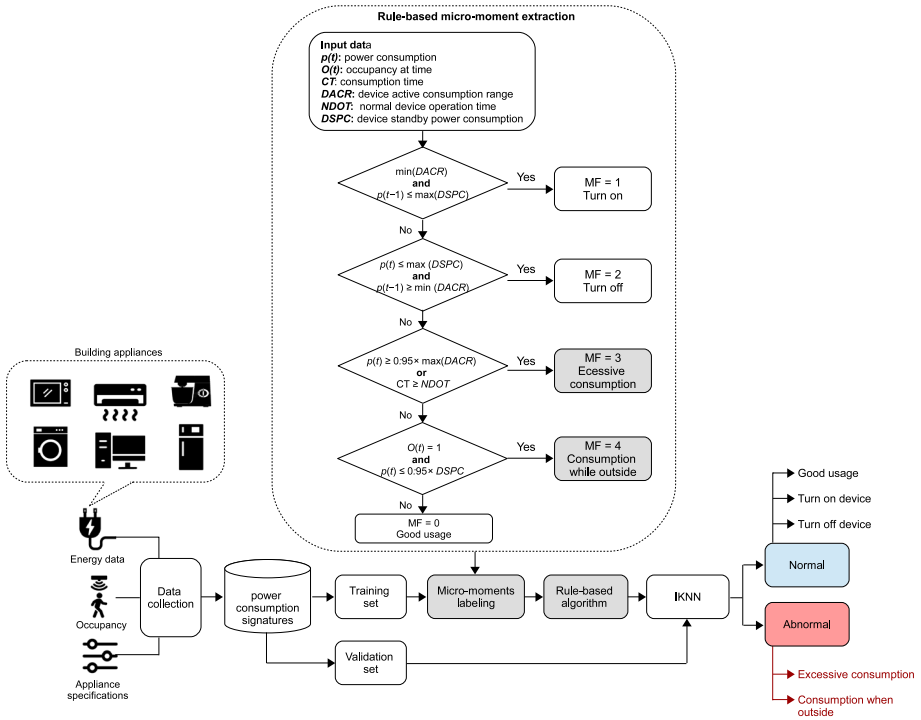 Rule-based micro-moment extraction
Input data
p(t): power consumption
O(t): occupancy at time
CT: consumption time
DACR: device active consumption range
NDOT: normal device operation time
DSPC: device standby power consumption
min(DACR)
and
p(t−1) ≤ max(DSPC)
Yes
MF = 1
Turn on
No
p(t) ≤ max (DSPC)
and
p(t−1) ≥ min (DACR)
Yes
MF = 2
Turn off
No
p(t) ≥ 0.95× max(DACR)
or
CT ≥ NDOT
Yes
MF = 3
Ecessive
consumption
No
O(t) = 1
and
p(t) ≤ 0.95× DSPC
Yes
MF = 4
Consumption
while outside
No
MF = 0
Good usage
Building appliances
Energy data
Occupancy
Appliance
specifications
Data
collection
power
consumption
signatures
Training
set
Validation
set
Micro-moments
labeling
Rule-based
algorithm
IKNN
Good usage
Turn on device
Turn off device
Normal
Abnormal
Excessive consumption
Consumption when
outside